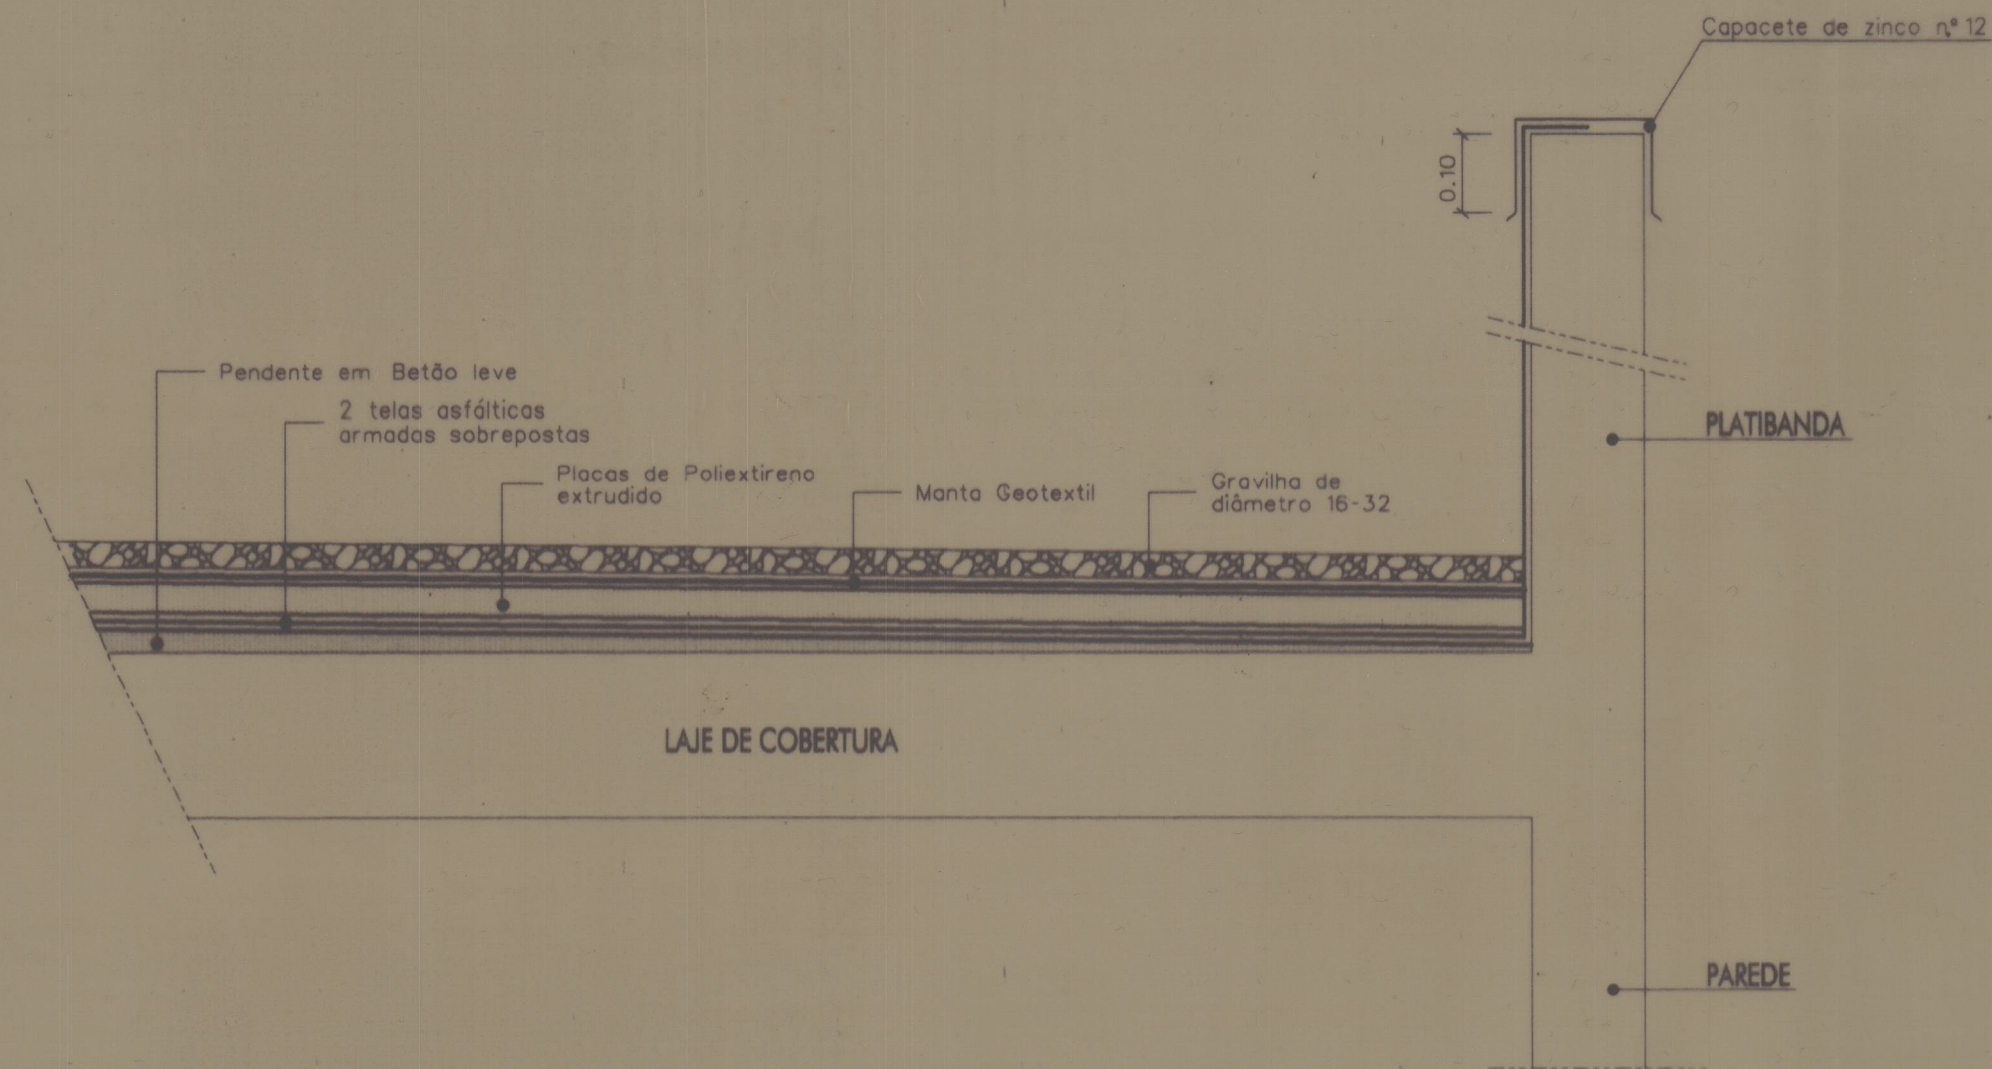 Capacete de zinco nº 12
0.10
Pendente em Betão leve
2 telas asfálticas
armadas sobrepostas
PLATIBANDA
Placas de Poliextireno
extrudido
Manta Geotextil
Gravilha de
diâmetro 16-32
LAJE DE COBERTURA
PAREDE